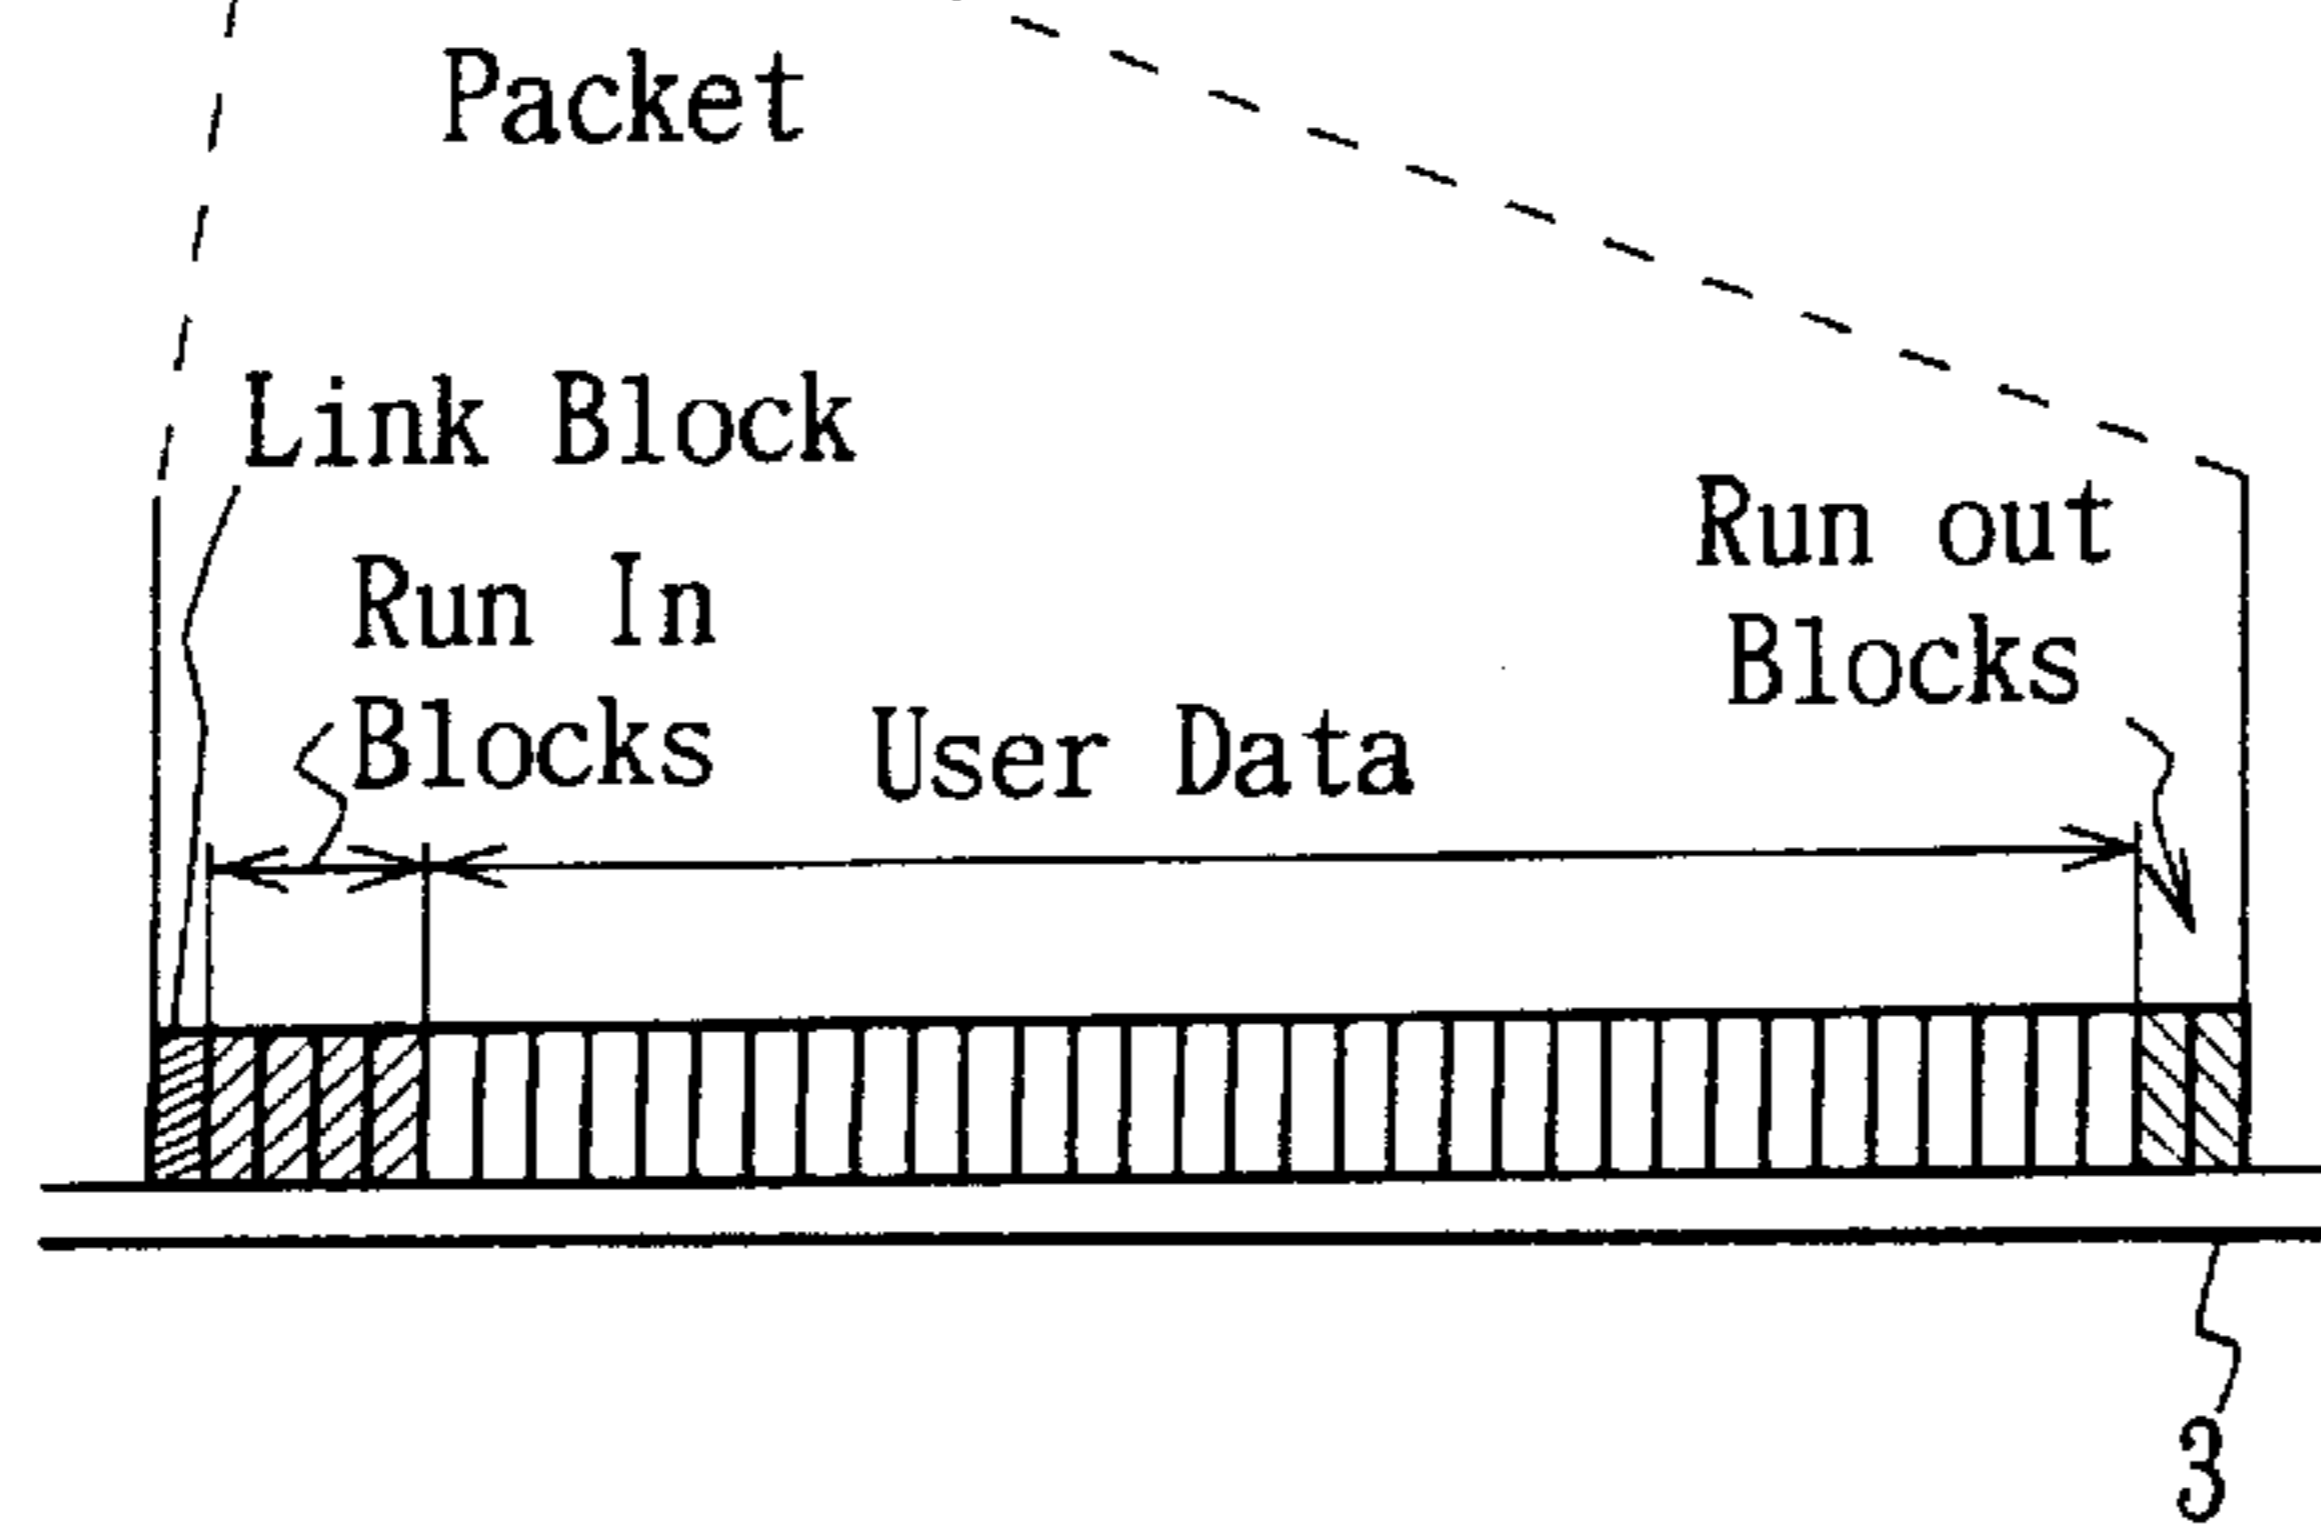 Packet
Link Block
Run In
Blocks
User Data
Run out
Blocks
3